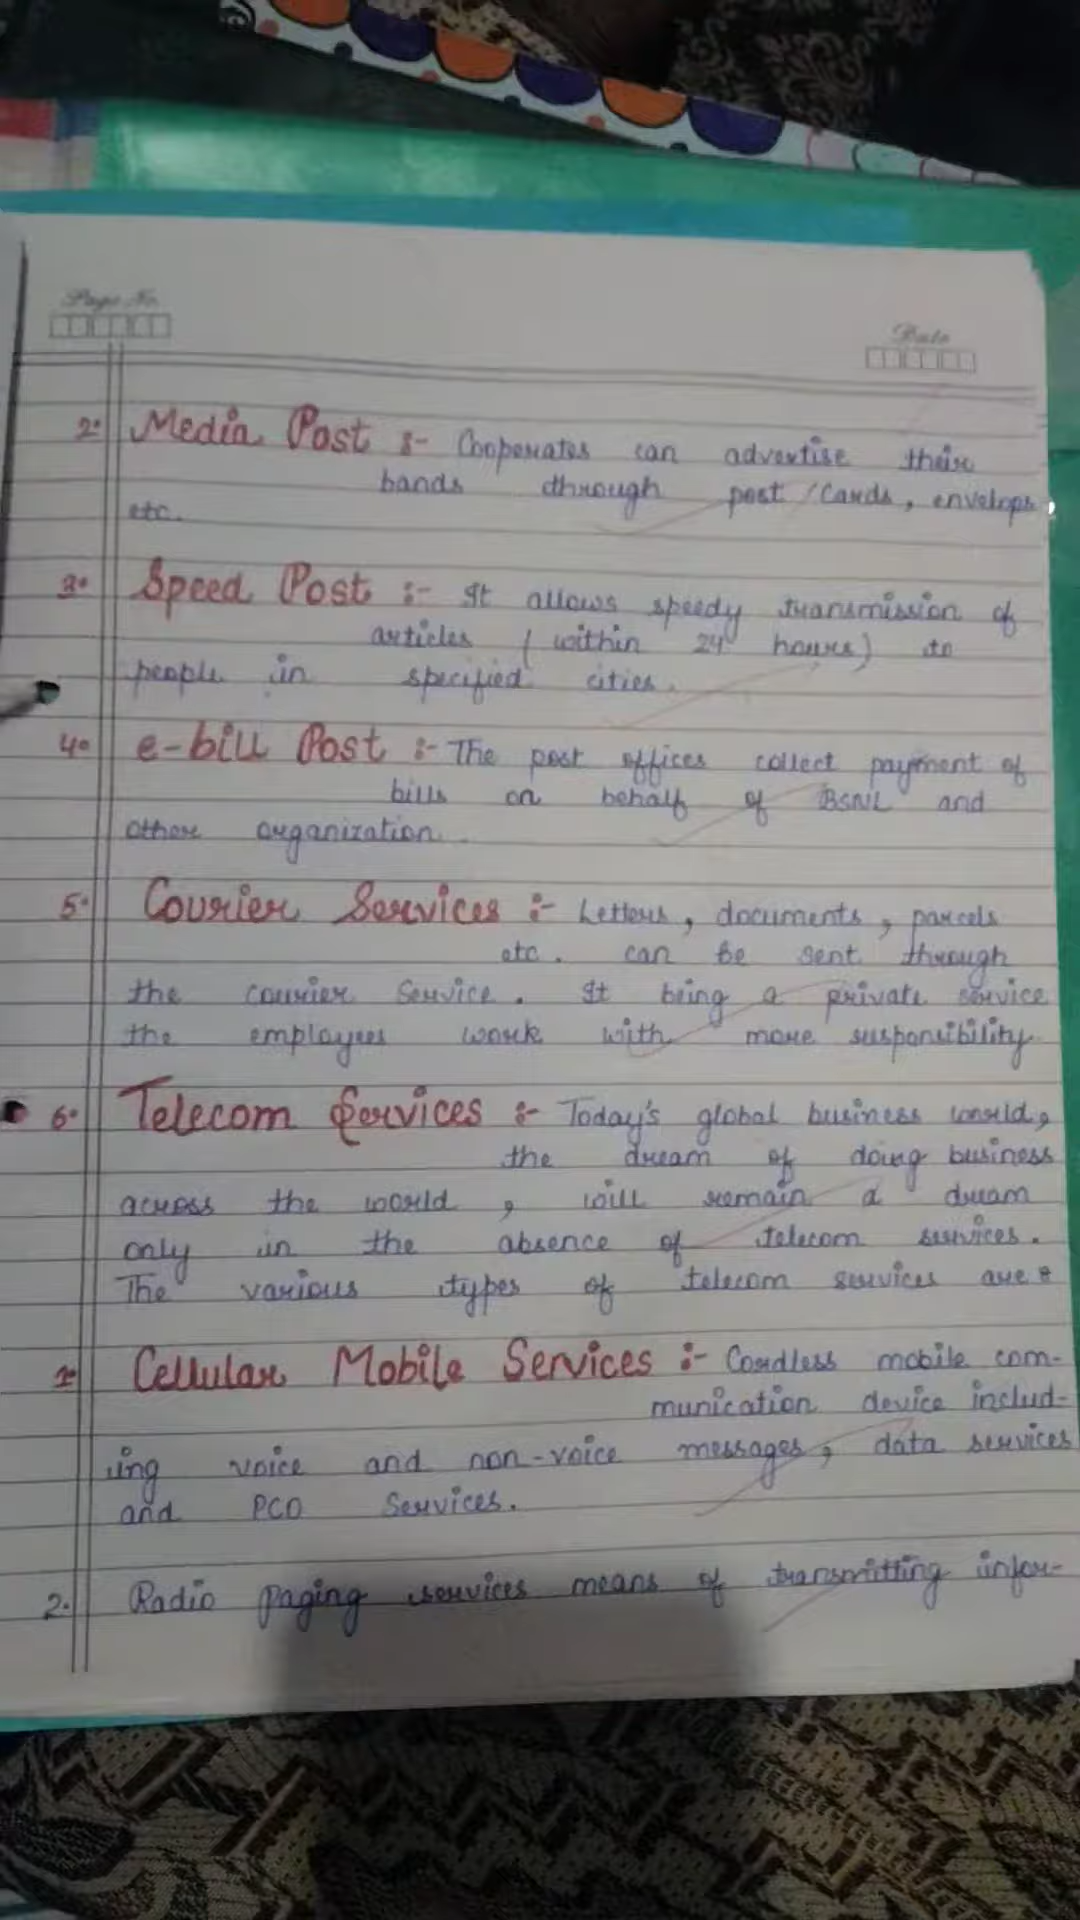 Page No.
Date
2. Media Post :- Cooperates can advertise their
bands through post / Cards, envelops,
etc.
3. Speed Post :- It allows speedy transmission of
articles ( within 24 hours) to
people in specified cities.
4. e-bill Post :- The post offices collect payment of
bills on behalf of BSNL and
other organization.
5. Courier Services :- Letters, documents, parcels
etc. can be sent through
the courier Service. It being a private service
the employees work with more responsibility
6. Telecom Services :- Today's global business world,
the dream of doing business
across the world, will remain a dream
only in the absence of telecom services.
The various types of telecom services are :
1. Cellular Mobile Services :- Cordless mobile com-
munication device includ-
ing voice and non-voice messages, data services
and PCO Services.
2. Radio paging services means of transmitting infor-